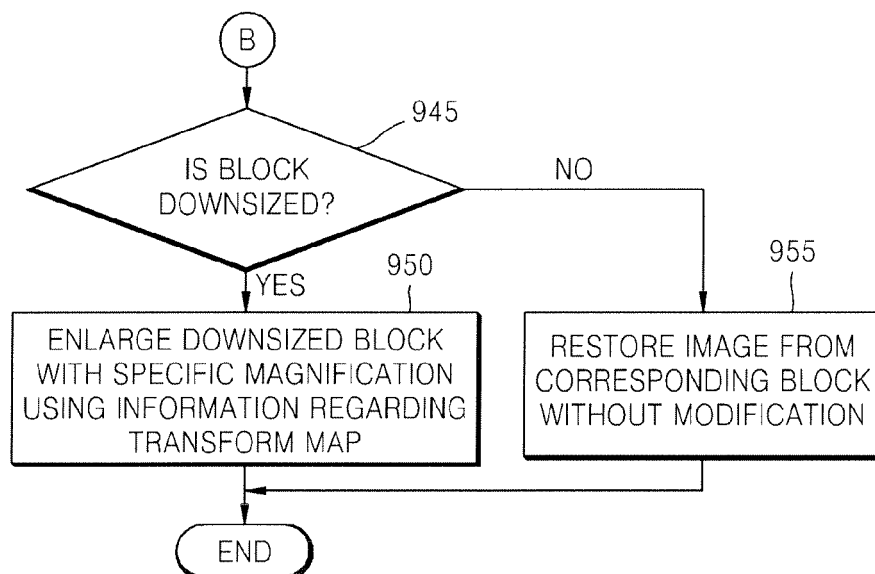 B
945
IS BLOCK
DOWNSIZED?
NO
YES
950
ENLARGE DOWNSIZED BLOCK
WITH SPECIFIC MAGNIFICATION
USING INFORMATION REGARDING
TRANSFORM MAP
955
RESTORE IMAGE FROM
CORRESPONDING BLOCK
WITHOUT MODIFICATION
END